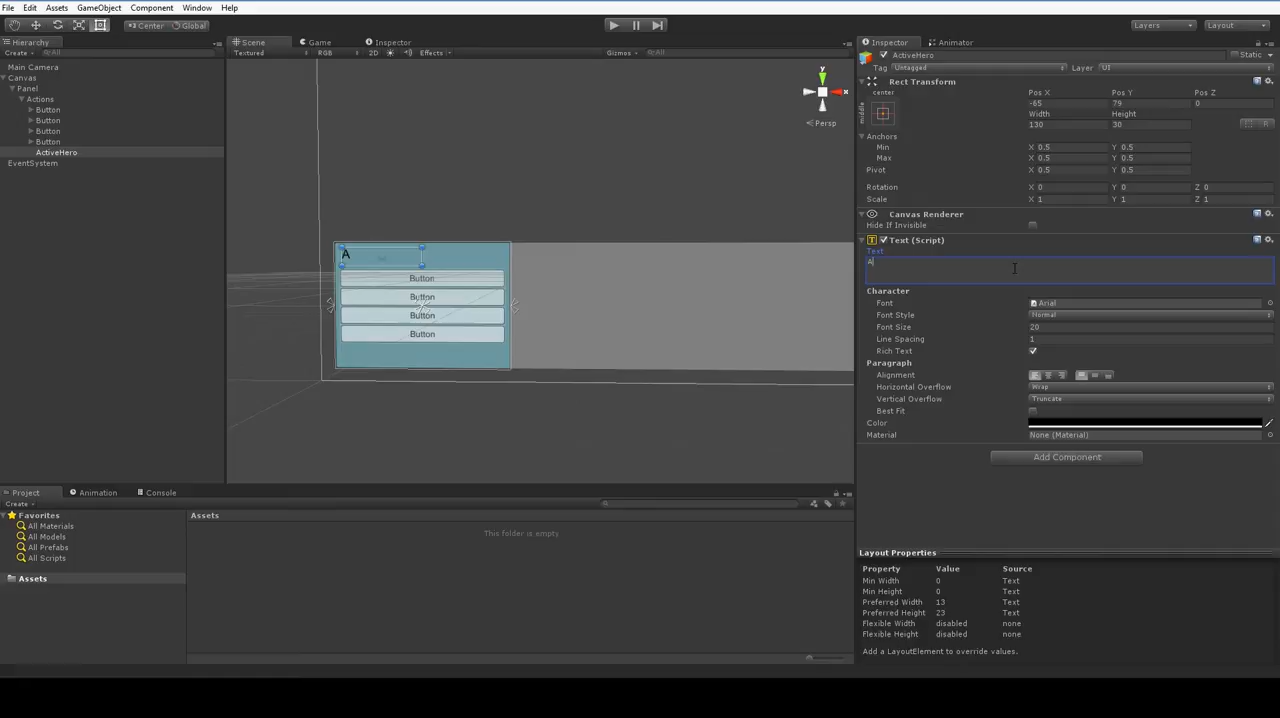 File Edit Assets GameObject Component Window Help
Center Global Layers Layout
Hierarchy Scene Game Inspector Inspector Animator
Create All Textured RGB 2D Effects Gizmos All ActiveHero Static
Main Camera Tag Untagged Layer UI
Canvas Rect Transform
Panel center Pos X Pos Y Pos Z
Actions y x -65 79 0
Button middle Width Height
Button Persp 130 30 R
Button Anchors
Button Min X 0.5 Y 0.5
ActiveHero Max X 0.5 Y 0.5
EventSystem Pivot X 0.5 Y 0.5
Rotation X 0 Y 0 Z 0
Scale X 1 Y 1 Z 1
Canvas Renderer
Hide If Invisible
Text (Script)
A Text
Button A
Button Character
Button Font Arial
Button Font Style Normal
Font Size 20
Line Spacing 1
Rich Text
Paragraph
Alignment
Horizontal Overflow Wrap
Vertical Overflow Truncate
Best Fit
Color
Material None (Material)
Add Component
Project Animation Console
Create
Favorites Assets
All Materials This folder is empty
All Models
All Prefabs
All Scripts
Assets
Layout Properties
Property Value Source
Min Width 0 Text
Min Height 0 Text
Preferred Width 13 Text
Preferred Height 23 Text
Flexible Width disabled none
Flexible Height disabled none
Add a LayoutElement to override values.